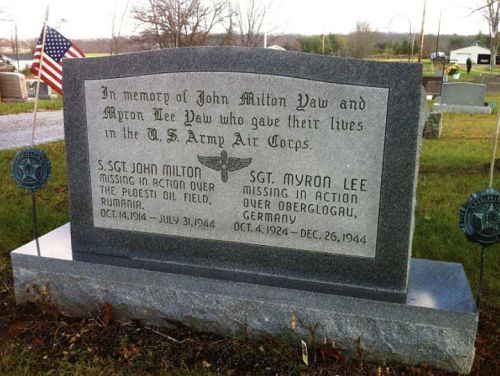 In memory of John Milton Yaw and
Myron Lee Yaw who gave their lives
in the U. S. Army Air Corps.
S. SGT. JOHN MILTON
MISSING IN ACTION OVER
THE PLOESTI OIL FIELD,
RUMANIA.
OCT. 14, 1914 — JULY 31, 1944
SGT. MYRON LEE
MISSING IN ACTION
OVER OBERGLOGAU,
GERMANY
OCT. 4, 1924 — DEC. 26, 1944